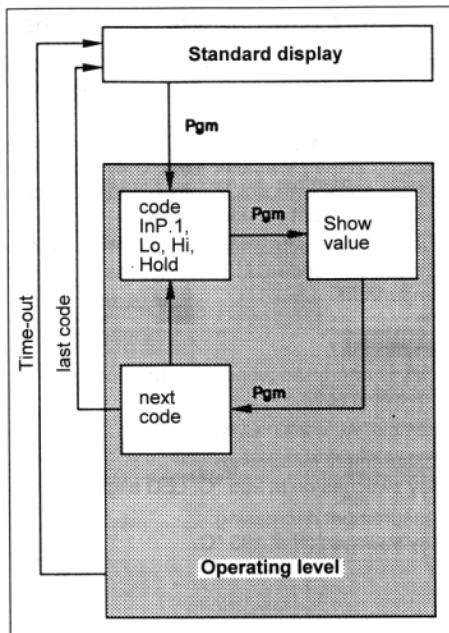 Standard display
Pgm
code
InP.1,
Lo, Hi,
Hold
Pgm
Show
value
Time-out
last code
next
code
Pgm
Operating level